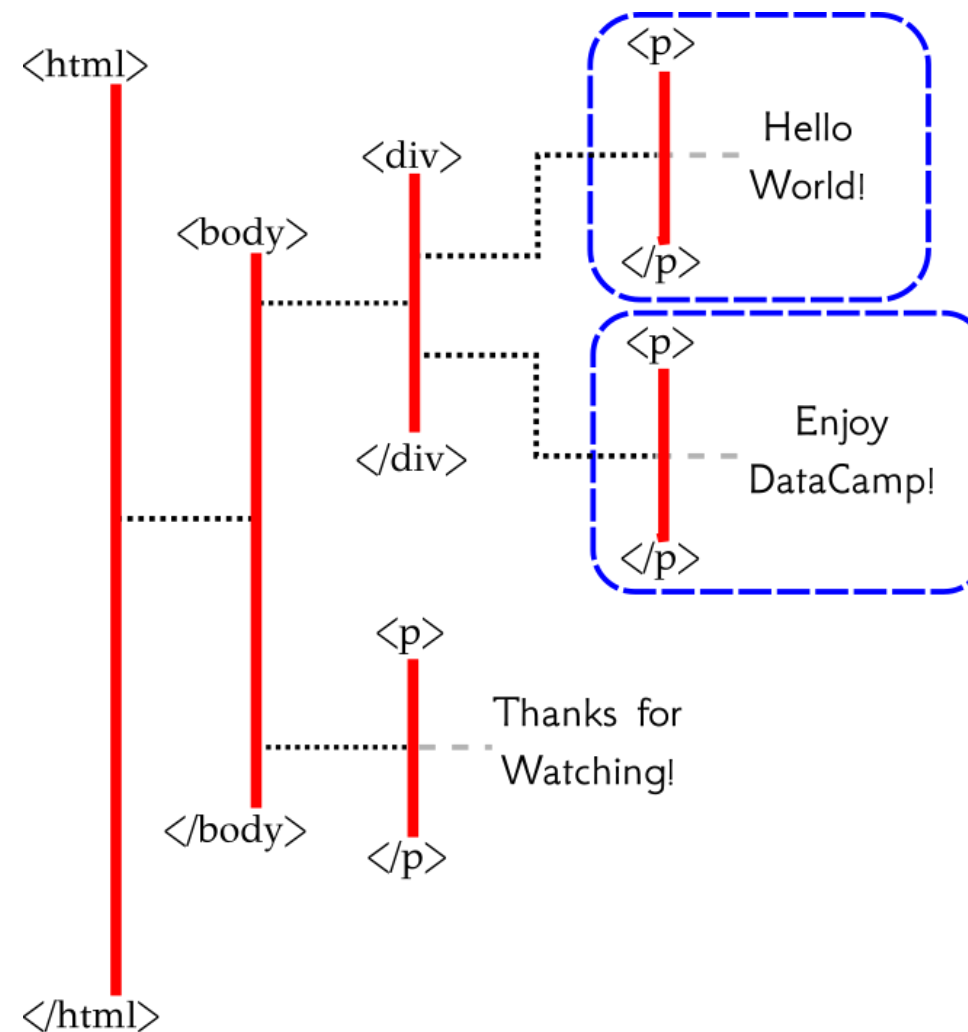 <html>
<body>
<div>
<p>
Hello
World!
</p>
<p>
Enjoy
DataCamp!
</p>
</div>
<p>
Thanks for
Watching!
</p>
</body>
</html>